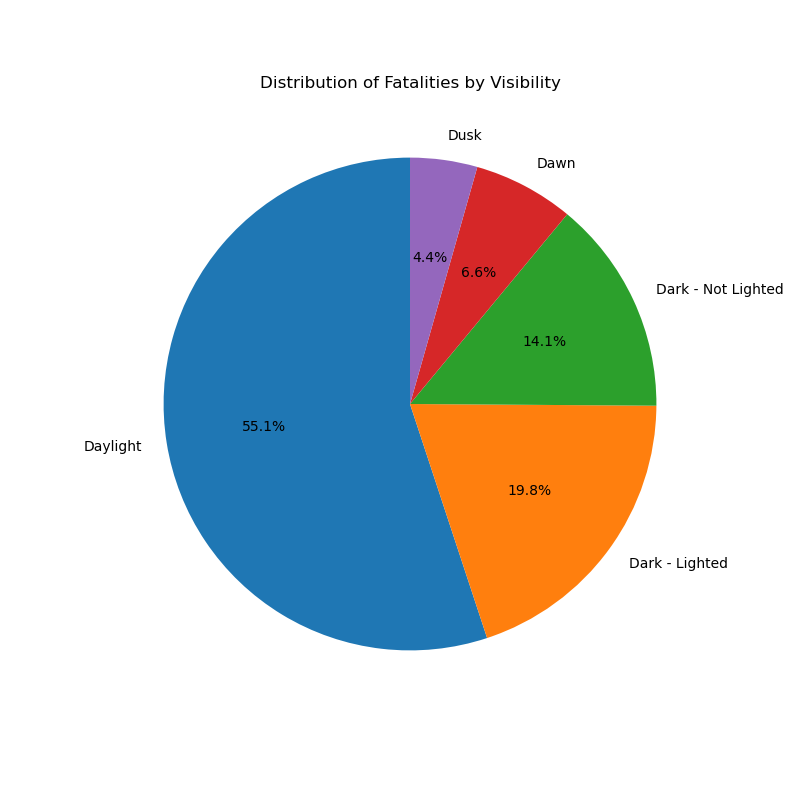 Distribution of Fatalities by Visibility
Dusk
Dawn
4.4%
6.6%
Dark - Not Lighted
14.1%
55.1%
Daylight
19.8%
Dark - Lighted